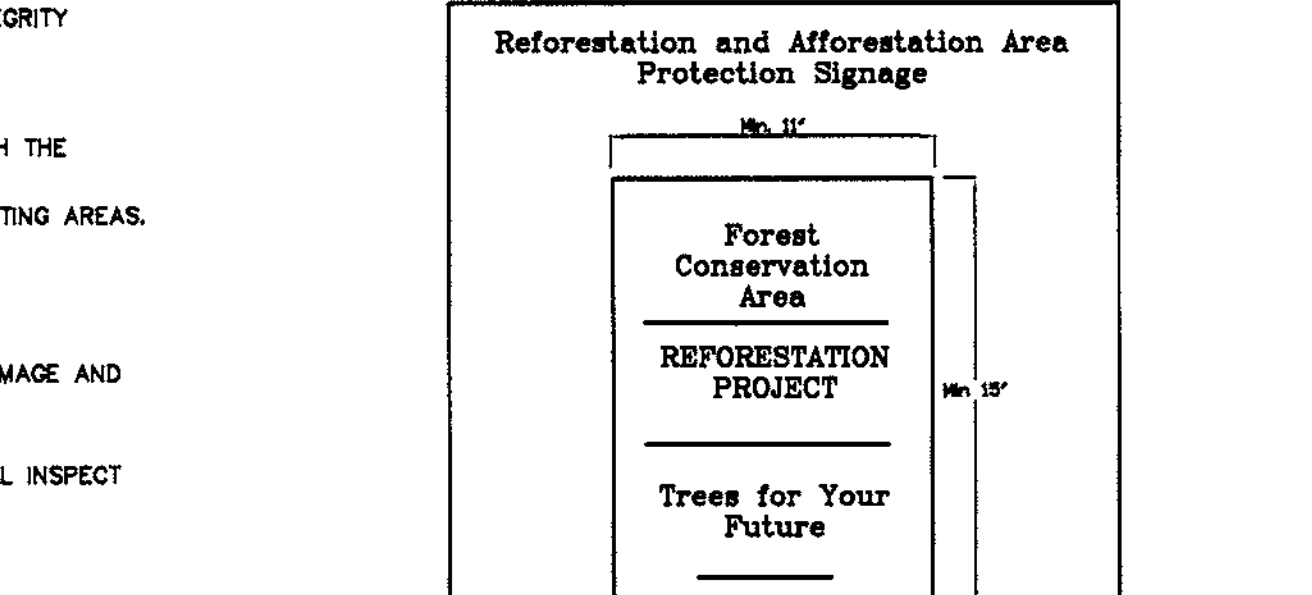 EGRITY
H THE
TING AREAS.
MAGE AND
L INSPECT
Reforestation and Afforestation Area
Protection Signage
Min. 11"
Forest
Conservation
Area
REFORESTATION
PROJECT
Min 15"
Trees for Your
Future